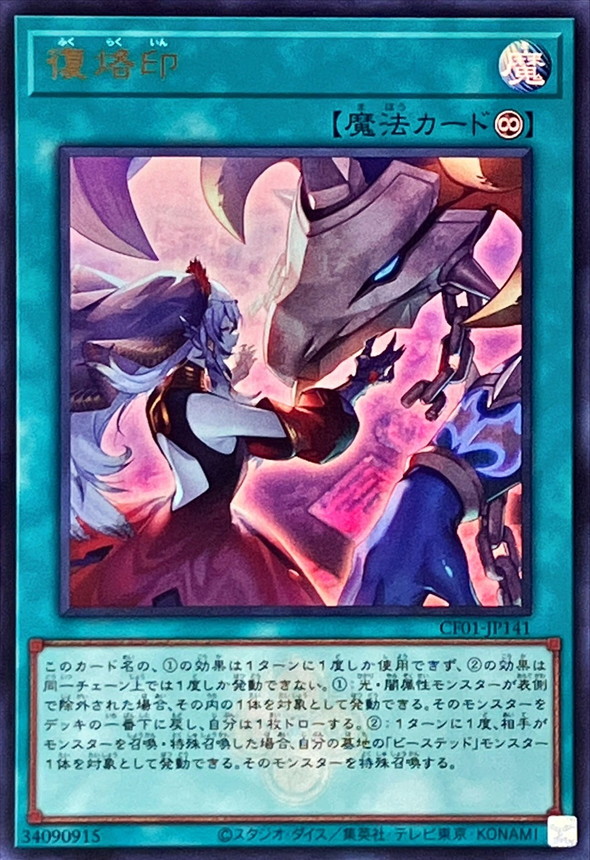 ふく らく いん
復烙印
魔
まほう
【魔法カード♾】
CF01-JP141
このカード名の、①の効果は1ターンに1度しか使用できず、②の効果は
同一チェーン上では1度しか発動できない。①：光・闇属性モンスターが表側
で除外された場合、その内の1体を対象として発動できる。そのモンスターを
デッキの一番下に戻し、自分は1枚ドローする。②：1ターンに1度、相手が
モンスターを召喚・特殊召喚した場合、自分の墓地の「ビーステッド」モンスター
1体を対象として発動できる。そのモンスターを特殊召喚する。
34090915
©スタジオ・ダイス／集英社・テレビ東京・KONAMI